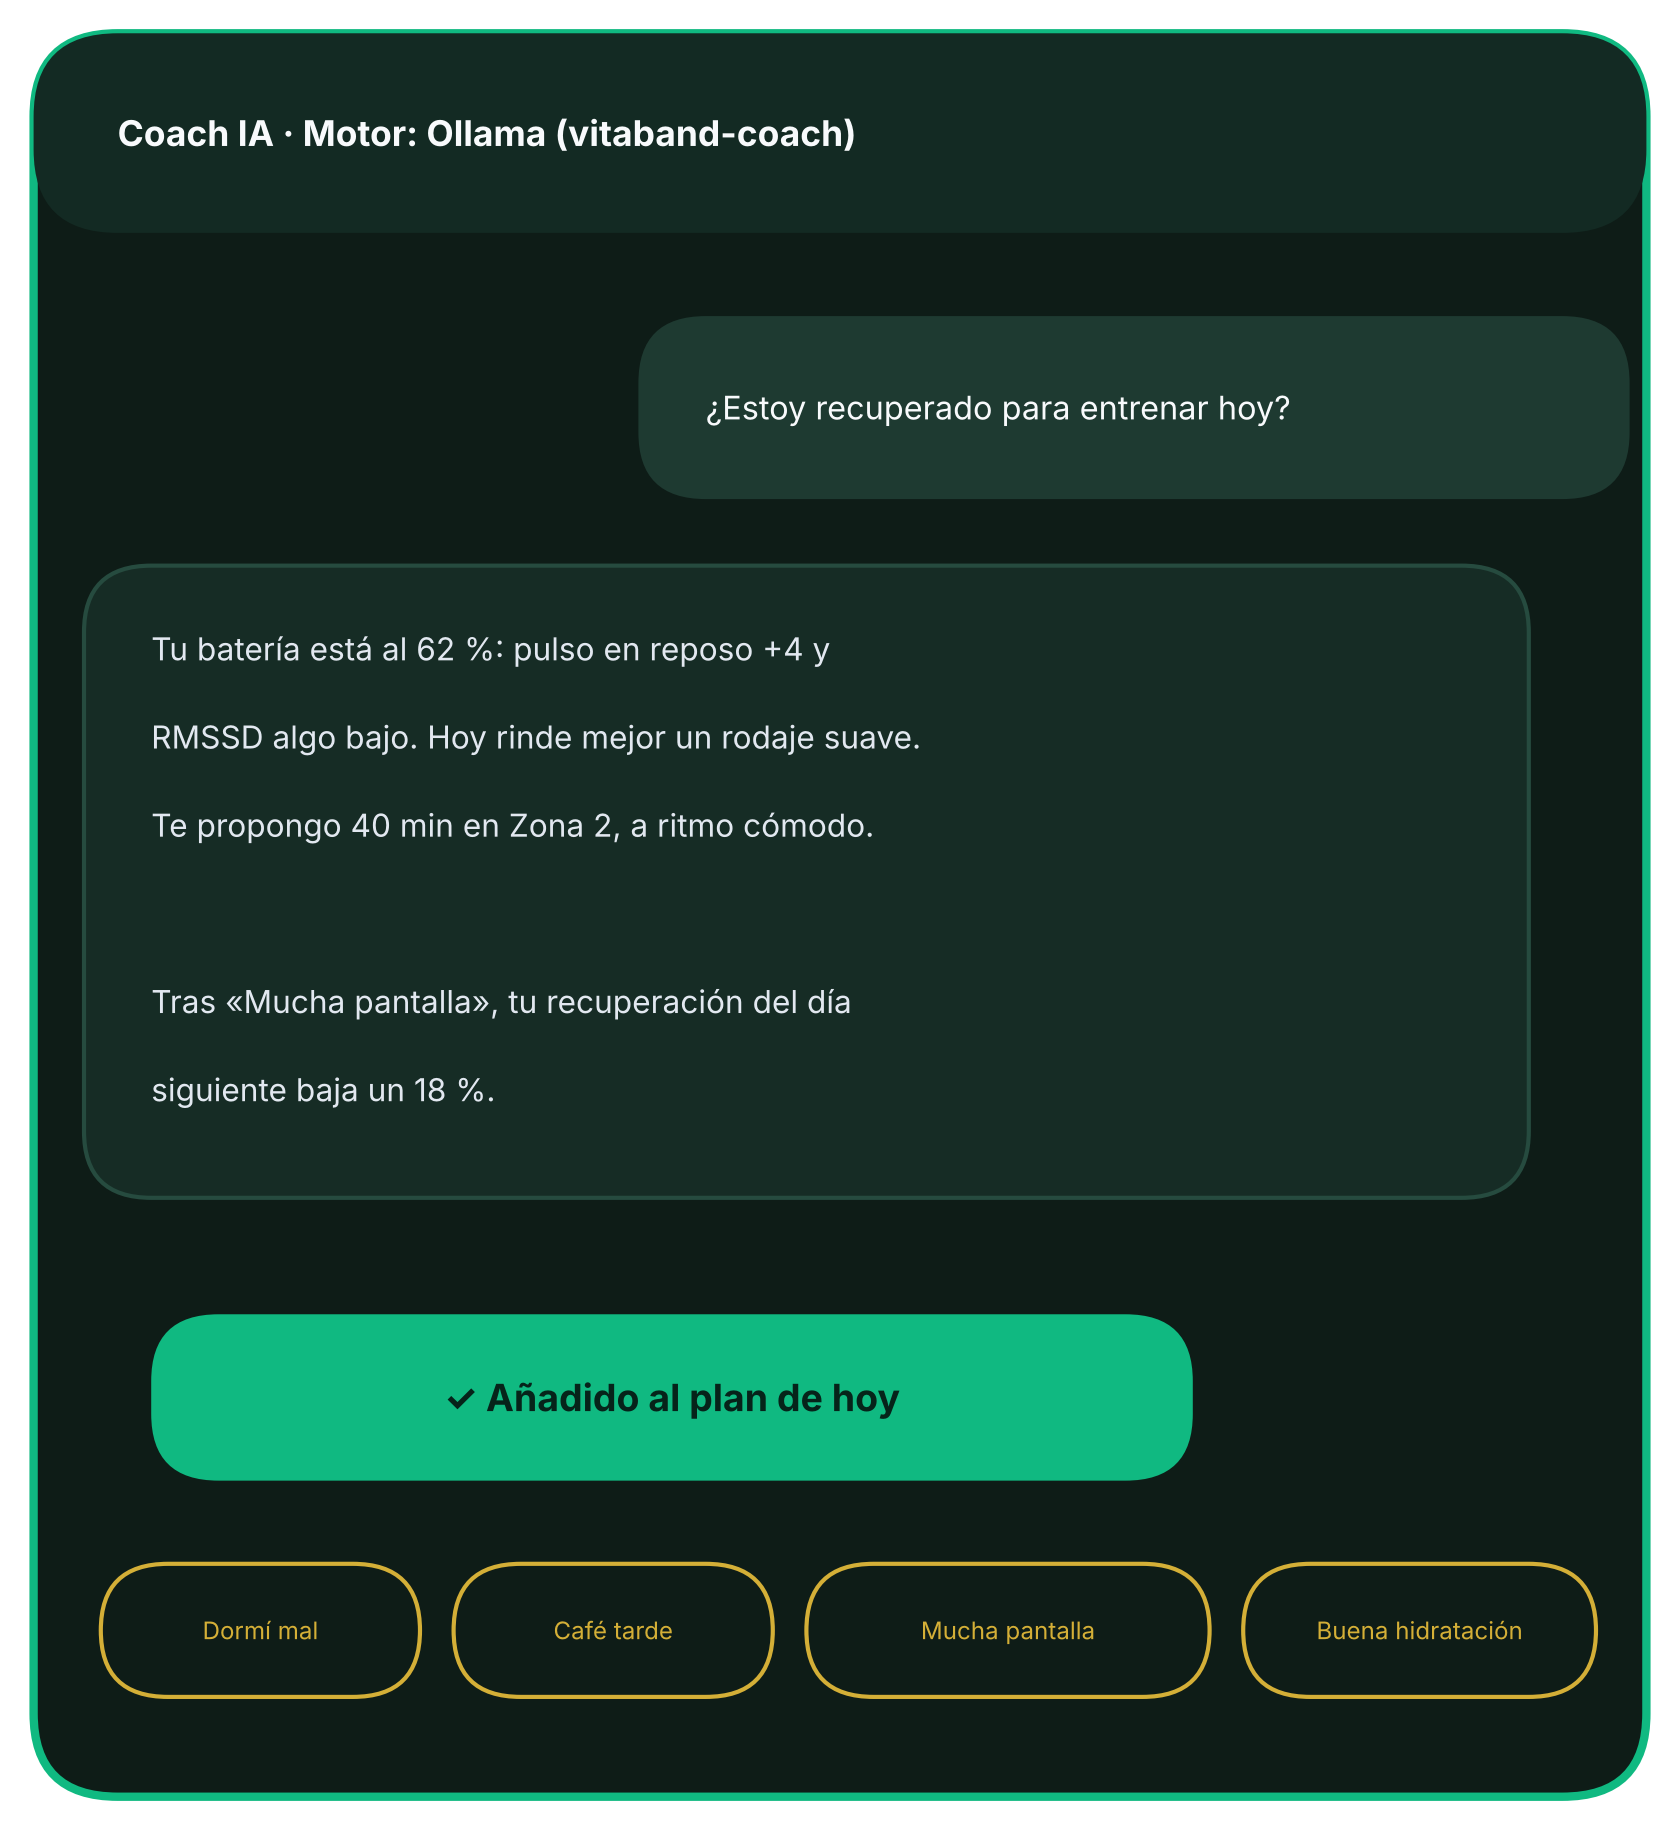 Coach IA · Motor: Ollama (vitaband-coach)
¿Estoy recuperado para entrenar hoy?
Tu batería está al 62 %: pulso en reposo +4 y
RMSSD algo bajo. Hoy rinde mejor un rodaje suave.
Te propongo 40 min en Zona 2, a ritmo cómodo.
Tras «Mucha pantalla», tu recuperación del día
siguiente baja un 18 %.
✓ Añadido al plan de hoy
Dormí mal
Café tarde
Mucha pantalla
Buena hidratación